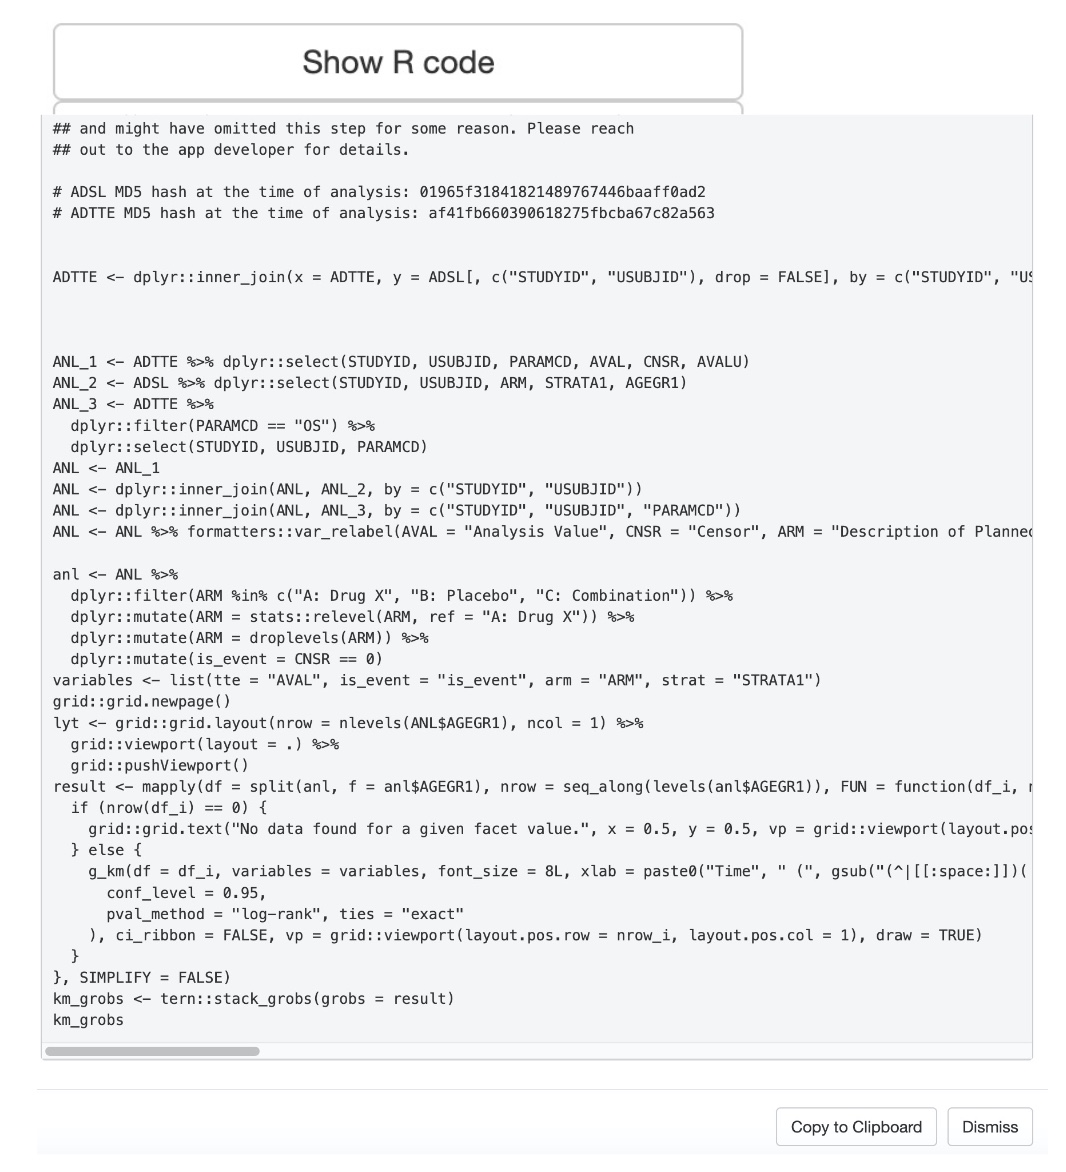 Show R code
## and might have omitted this step for some reason. Please reach
## out to the app developer for details.
# ADSL MD5 hash at the time of analysis: 01965f31841821489767446baaff0ad2
# ADTTE MD5 hash at the time of analysis: af41fb660390618275fbcba67c82a563
ADTTE <- dplyr::inner_join(x = ADTTE, y = ADSL[, c("STUDYID", "USUBJID"), drop = FALSE], by = c("STUDYID", "US
ANL_1 <- ADTTE %>% dplyr::select(STUDYID, USUBJID, PARAMCD, AVAL, CNSR, AVALU)
ANL_2 <- ADSL %>% dplyr::select(STUDYID, USUBJID, ARM, STRATA1, AGEGR1)
ANL_3 <- ADTTE %>%
  dplyr::filter(PARAMCD == "OS") %>%
  dplyr::select(STUDYID, USUBJID, PARAMCD)
ANL <- ANL_1
ANL <- dplyr::inner_join(ANL, ANL_2, by = c("STUDYID", "USUBJID"))
ANL <- dplyr::inner_join(ANL, ANL_3, by = c("STUDYID", "USUBJID", "PARAMCD"))
ANL <- ANL %>% formatters::var_relabel(AVAL = "Analysis Value", CNSR = "Censor", ARM = "Description of Planned
anl <- ANL %>%
  dplyr::filter(ARM %in% c("A: Drug X", "B: Placebo", "C: Combination")) %>%
  dplyr::mutate(ARM = stats::relevel(ARM, ref = "A: Drug X")) %>%
  dplyr::mutate(ARM = droplevels(ARM)) %>%
  dplyr::mutate(is_event = CNSR == 0)
variables <- list(tte = "AVAL", is_event = "is_event", arm = "ARM", strat = "STRATA1")
grid::grid.newpage()
lyt <- grid::grid.layout(nrow = nlevels(ANL$AGEGR1), ncol = 1) %>%
  grid::viewport(layout = .) %>%
  grid::pushViewport()
result <- mapply(df = split(anl, f = anl$AGEGR1), nrow = seq_along(levels(anl$AGEGR1)), FUN = function(df_i, n
  if (nrow(df_i) == 0) {
    grid::grid.text("No data found for a given facet value.", x = 0.5, y = 0.5, vp = grid::viewport(layout.pos
  } else {
    g_km(df = df_i, variables = variables, font_size = 8L, xlab = paste0("Time", " (", gsub("(^|[[:space:]])(
      conf_level = 0.95,
      pval_method = "log-rank", ties = "exact"
    ), ci_ribbon = FALSE, vp = grid::viewport(layout.pos.row = nrow_i, layout.pos.col = 1), draw = TRUE)
  }
}, SIMPLIFY = FALSE)
km_grobs <- tern::stack_grobs(grobs = result)
km_grobs
Copy to Clipboard
Dismiss